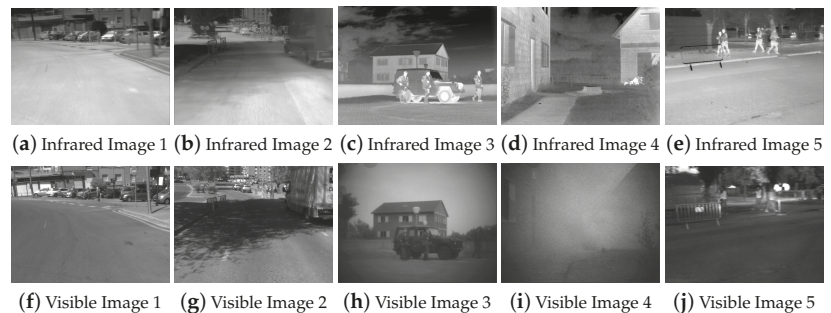 (a) Infrared Image 1 (b) Infrared Image 2 (c) Infrared Image 3 (d) Infrared Image 4 (e) Infrared Image 5
(f) Visible Image 1 (g) Visible Image 2 (h) Visible Image 3 (i) Visible Image 4 (j) Visible Image 5